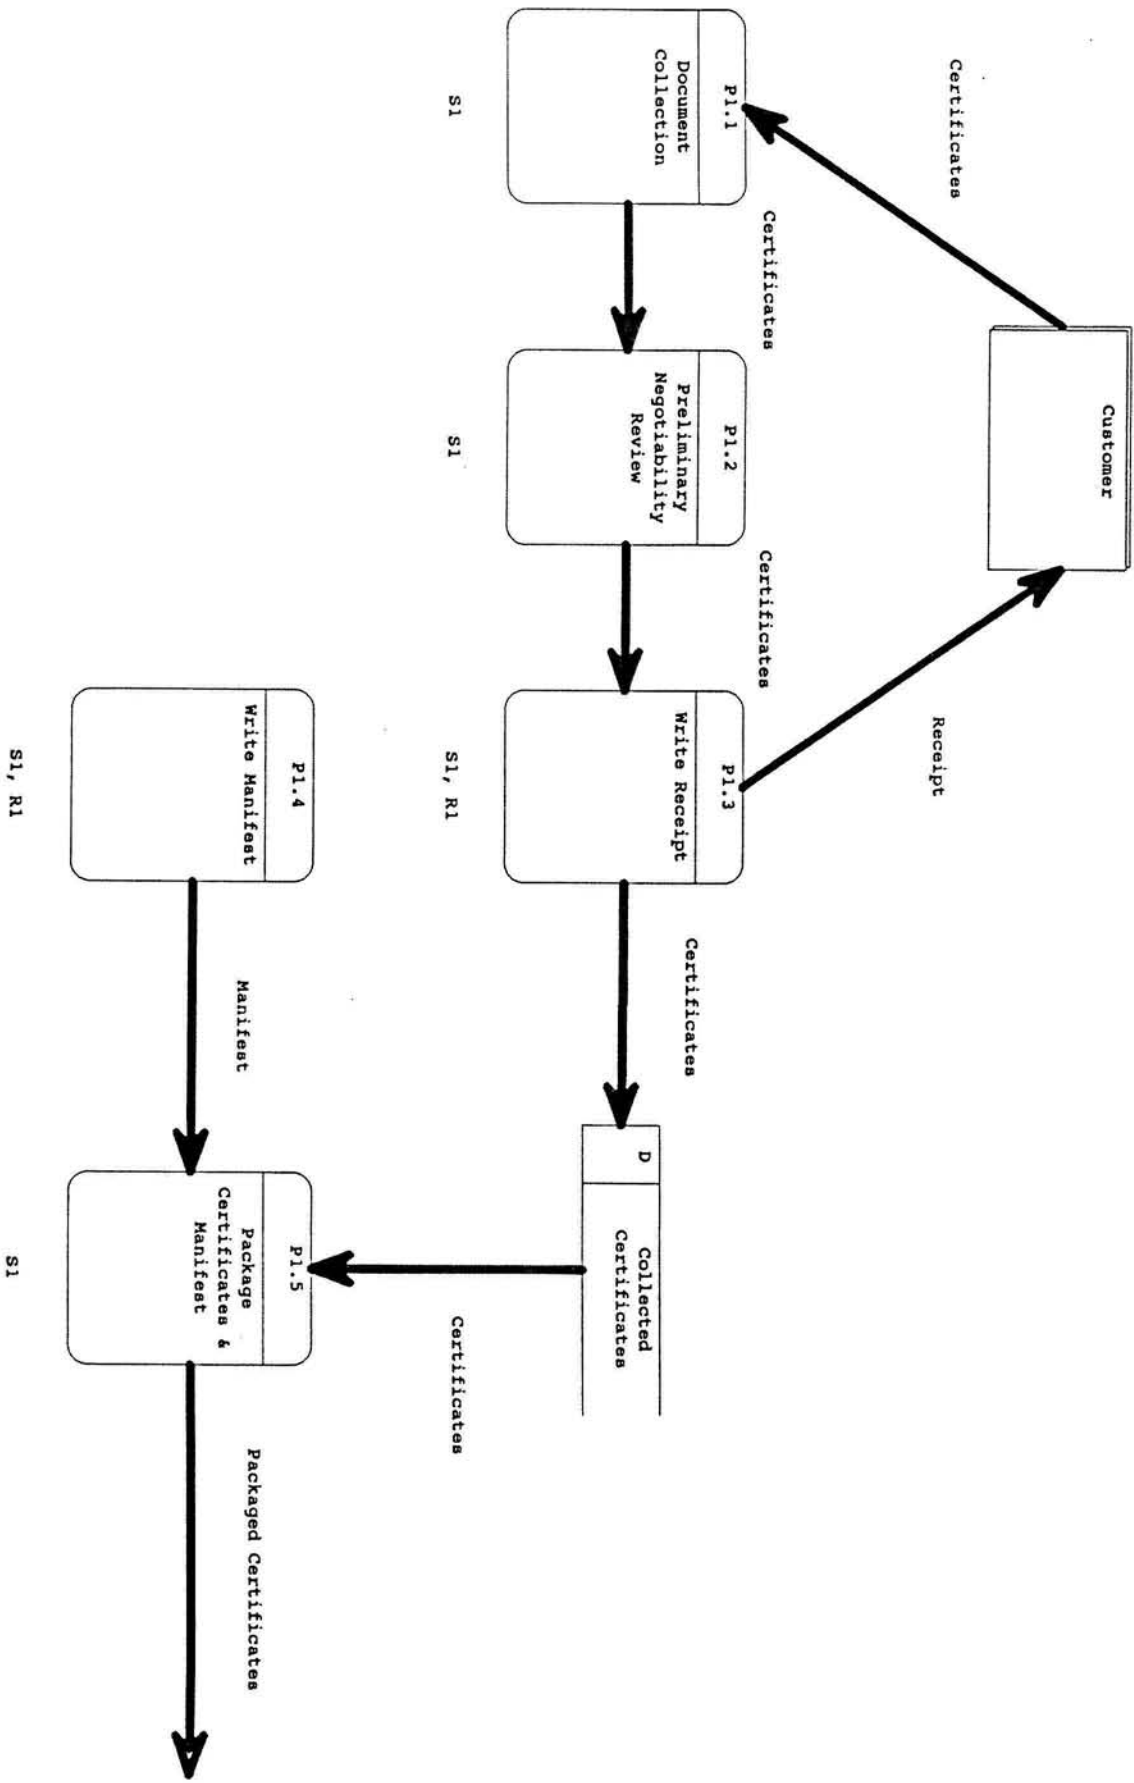 Customer
Certificates
Receipt
P1.1
Document
Collection
S1
Certificates
P1.2
Preliminary
Negotiability
Review
S1
Certificates
P1.3
Write Receipt
S1, R1
Certificates
D
Collected
Certificates
Certificates
P1.4
Write Manifest
S1, R1
Manifest
P1.5
Package
Certificates &
Manifest
S1
Packaged Certificates